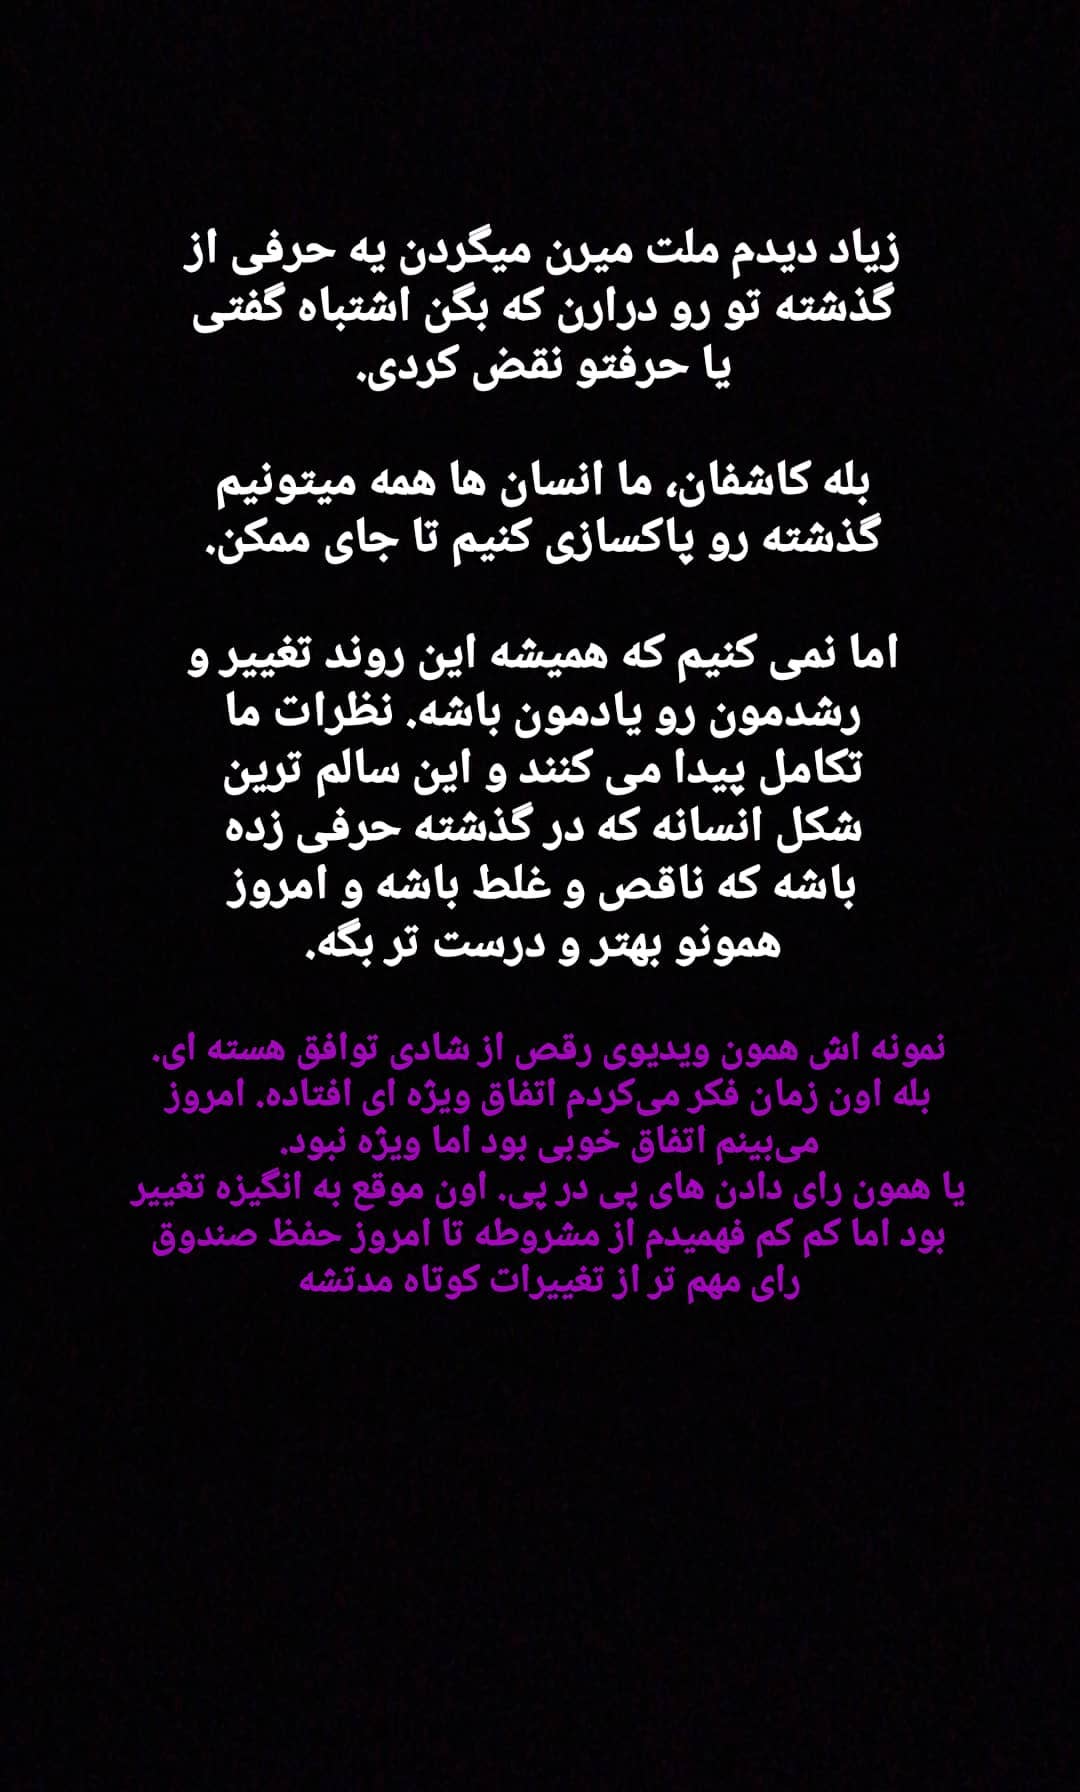 زیاد دیدم ملت میرن میگردن یه حرفی از
گذشته تو رو درارن که بگن اشتباه گفتی
یا حرفتو نقض کردی.
بله کاشفان، ما انسان ها همه میتونیم
گذشته رو پاکسازی کنیم تا جای ممکن.
اما نمی کنیم که همیشه این روند تغییر و
رشدمون رو یادمون باشه. نظرات ما
تکامل پیدا می کنند و این سالم ترین
شکل انسانه که در گذشته حرفی زده
باشه که ناقص و غلط باشه و امروز
همونو بهتر و درست تر بگه.
نمونه اش همون ویدیوی رقص از شادی توافق هسته ای.
بله اون زمان فکر می‌کردم اتفاق ویژه ای افتاده. امروز
می‌بینم اتفاق خوبی بود اما ویژه نبود.
یا همون رای دادن های پی در پی. اون موقع به انگیزه تغییر
بود اما کم کم فهمیدم از مشروطه تا امروز حفظ صندوق
رای مهم تر از تغییرات کوتاه مدتشه